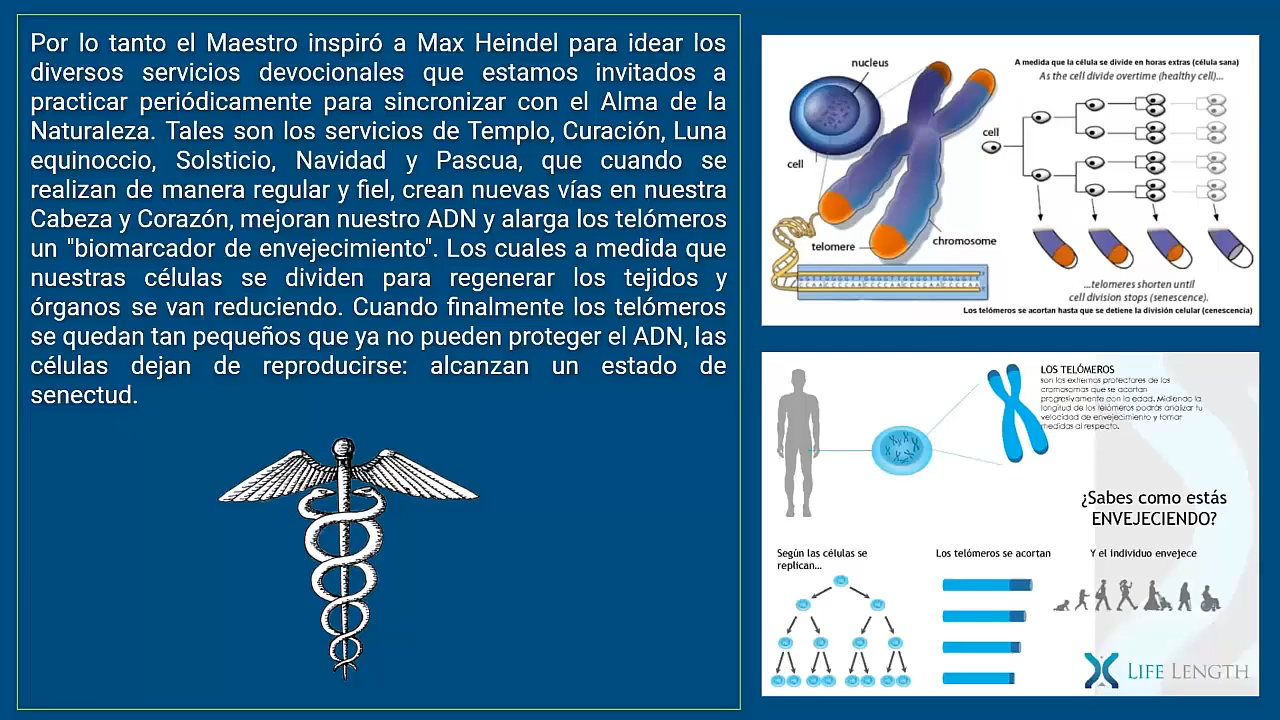 Por lo tanto el Maestro inspiró a Max Heindel para idear los
diversos servicios devocionales que estamos invitados a
practicar periódicamente para sincronizar con el Alma de la
Naturaleza. Tales son los servicios de Templo, Curación, Luna
equinoccio, Solsticio, Navidad y Pascua, que cuando se
realizan de manera regular y fiel, crean nuevas vías en nuestra
Cabeza y Corazón, mejoran nuestro ADN y alarga los telómeros
un "biomarcador de envejecimiento". Los cuales a medida que
nuestras células se dividen para regenerar los tejidos y
órganos se van reduciendo. Cuando finalmente los telómeros
se quedan tan pequeños que ya no pueden proteger el ADN, las
células dejan de reproducirse: alcanzan un estado de
senectud.
nucleus
cell
telomere
chromosome
A medida que la célula se divide en horas extras (célula sana)
As the cell divide overtime (healthy cell)...
cell
...telomeres shorten until
cell division stops (senescence).
Los telómeros se acortan hasta que se detiene la división celular (cenescencia)
LOS TELÓMEROS
son los extremos protectores de los
cromosomas que se acortan
progresivamente con la edad. Midiendo la
longitud de los telómeros podrás analizar tu
velocidad de envejecimiento y tomar
medidas al respecto.
¿Sabes como estás
ENVEJECIENDO?
Según las células se
replican...
Los telómeros se acortan
Y el individuo envejece
LIFE LENGTH